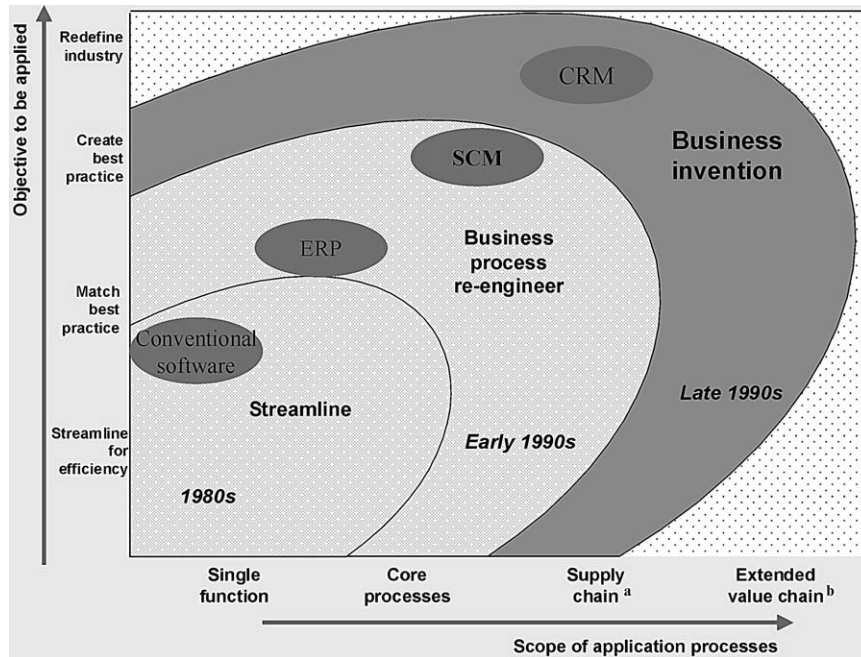 Objective to be applied
Redefine
industry
Create
best
practice
Match
best
practice
Streamline
for
efficiency
CRM
Business
invention
SCM
ERP
Business
process
re-engineer
Conventional
software
Streamline
Late 1990s
Early 1990s
1980s
Single
function
Core
processes
Supply
chain a
Extended
value chain b
Scope of application processes